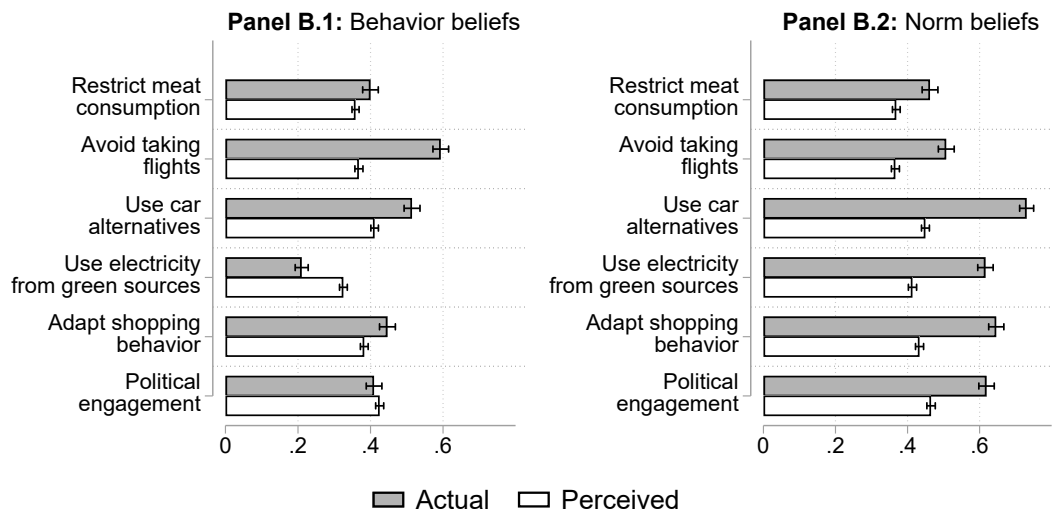 Panel B.1: Behavior beliefs
Restrict meat
consumption
Avoid taking
flights
Use car
alternatives
Use electricity
from green sources
Adapt shopping
behavior
Political
engagement
0 .2 .4 .6
Panel B.2: Norm beliefs
Restrict meat
consumption
Avoid taking
flights
Use car
alternatives
Use electricity
from green sources
Adapt shopping
behavior
Political
engagement
0 .2 .4 .6
Actual Perceived